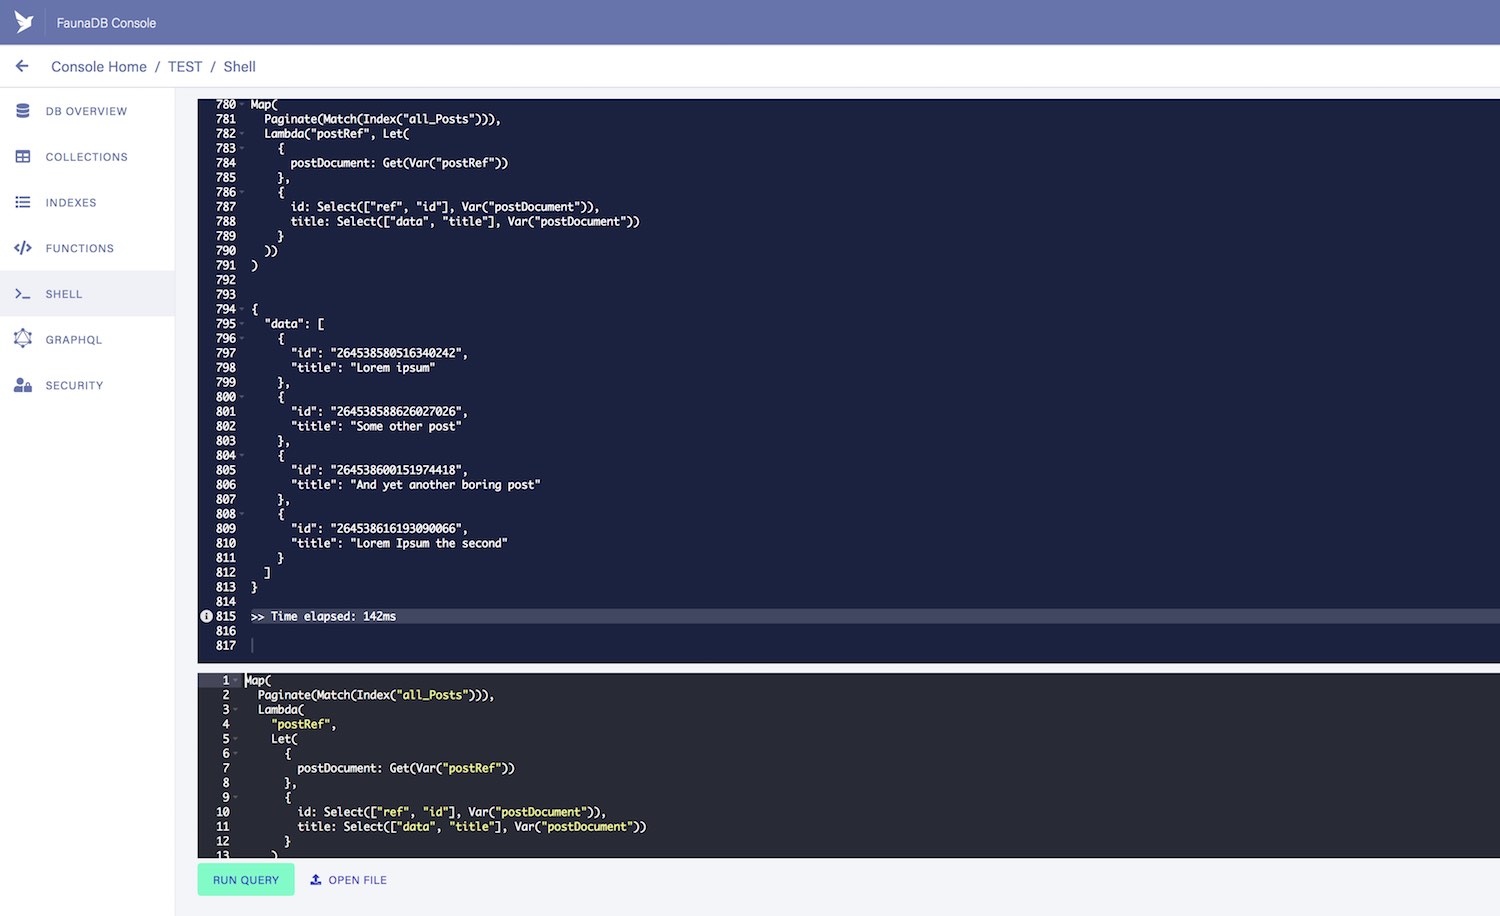 FaunaDB Console
Console Home / TEST / Shell
DB OVERVIEW
COLLECTIONS
INDEXES
FUNCTIONS
SHELL
GRAPHQL
SECURITY
780 Map(
781 Paginate(Match(Index("all_Posts"))),
782 Lambda("postRef", Let(
783 {
784 postDocument: Get(Var("postRef"))
785 },
786 {
787 id: Select(["ref", "id"], Var("postDocument")),
788 title: Select(["data", "title"], Var("postDocument"))
789 }
790 ))
791 )
792
793
794 {
795 "data": [
796 {
797 "id": "264538580516340242",
798 "title": "Lorem ipsum"
799 },
800 {
801 "id": "264538588626027026",
802 "title": "Some other post"
803 },
804 {
805 "id": "264538600151974418",
806 "title": "And yet another boring post"
807 },
808 {
809 "id": "264538616193090066",
810 "title": "Lorem Ipsum the second"
811 }
812 ]
813 }
814
815 >> Time elapsed: 142ms
816
817
1 Map(
2 Paginate(Match(Index("all_Posts"))),
3 Lambda(
4 "postRef",
5 Let(
6 {
7 postDocument: Get(Var("postRef"))
8 },
9 {
10 id: Select(["ref", "id"], Var("postDocument")),
11 title: Select(["data", "title"], Var("postDocument"))
12 }
13 )
RUN QUERY
OPEN FILE